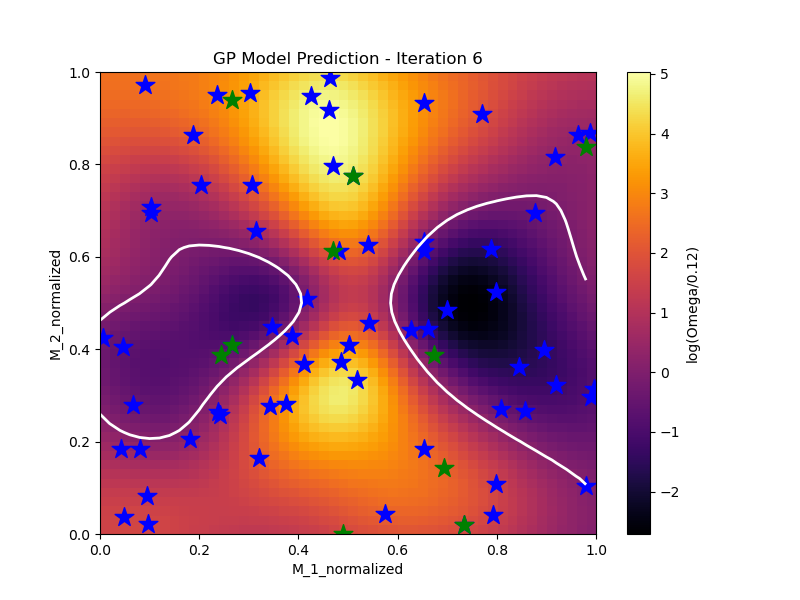 GP Model Prediction - Iteration 6
M_2_normalized
1.0
0.8
0.6
0.4
0.2
0.0
0.0 0.2 0.4 0.6 0.8 1.0
M_1_normalized
5
4
3
2
1
0
−1
−2
log(Omega/0.12)